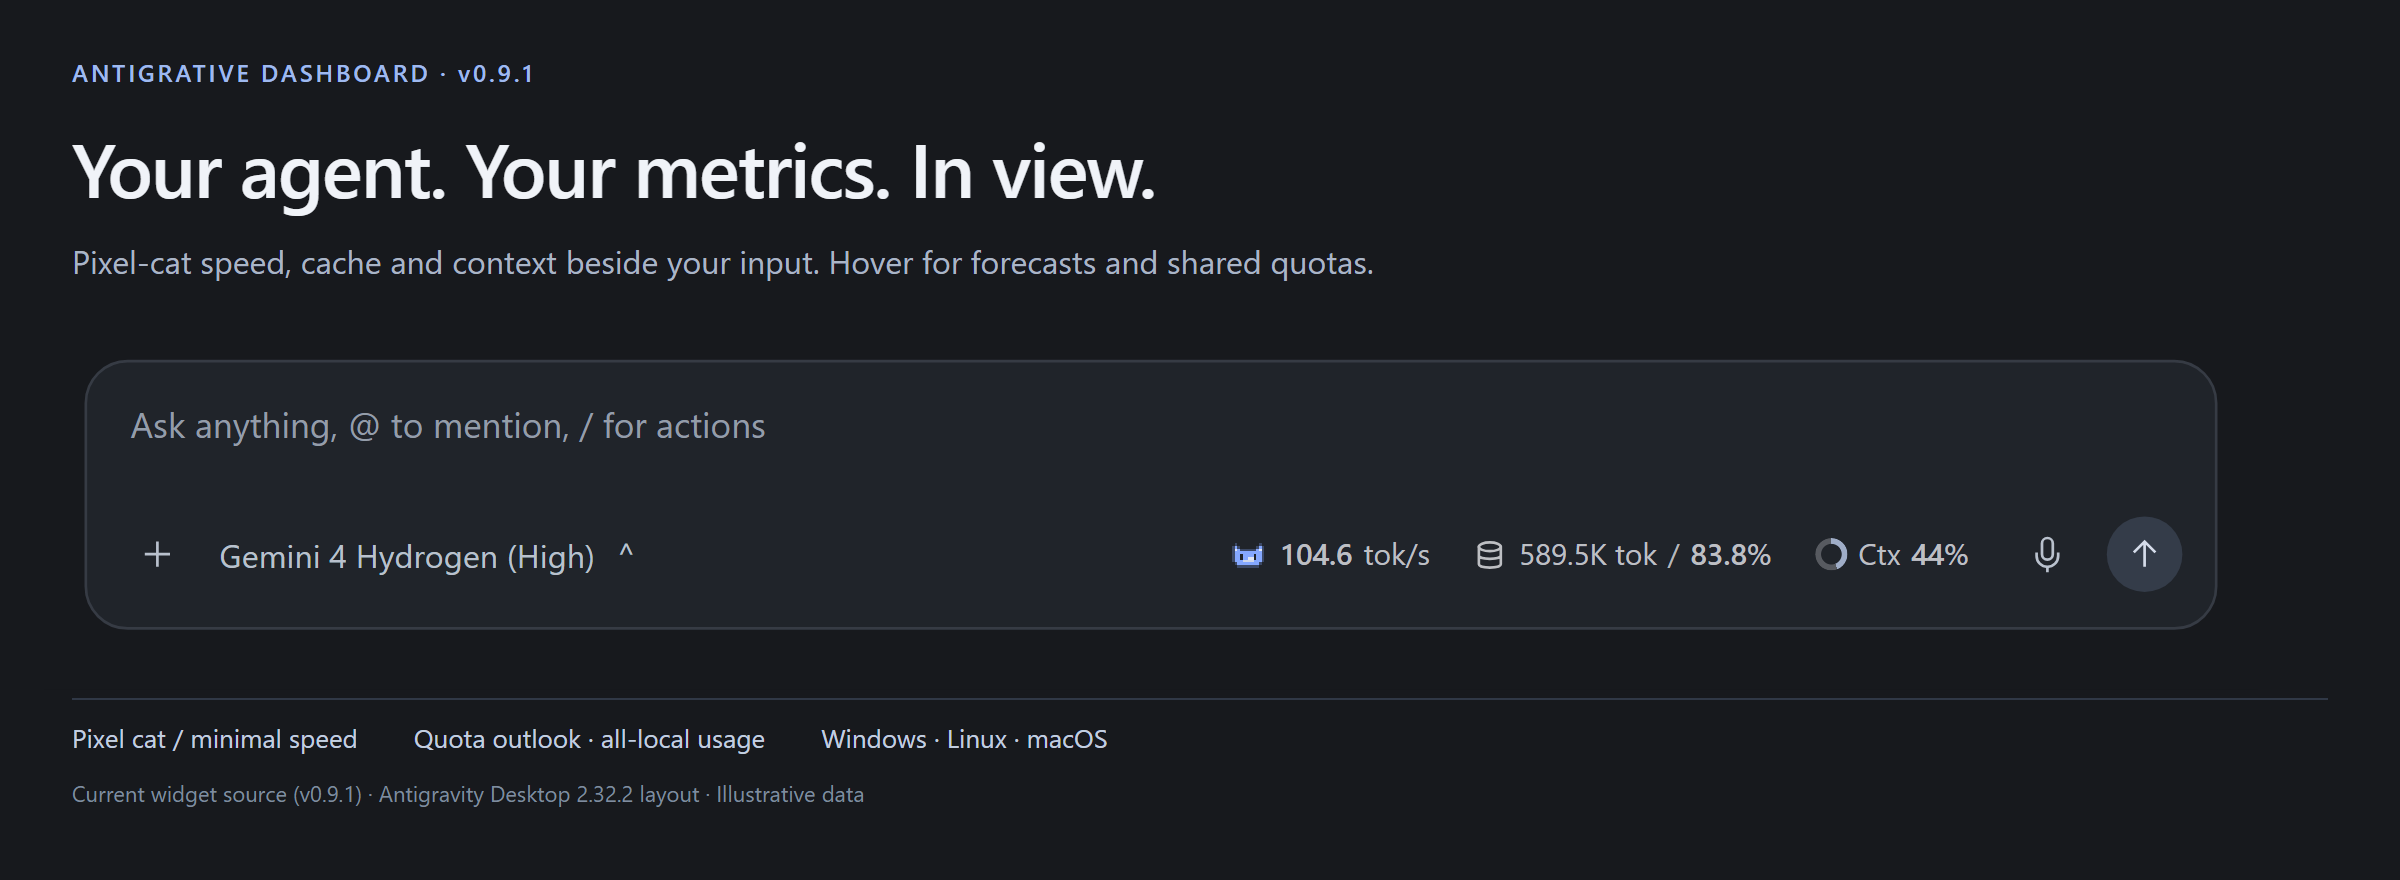 ANTIGRATIVE DASHBOARD · v0.9.1
Your agent. Your metrics. In view.
Pixel-cat speed, cache and context beside your input. Hover for forecasts and shared quotas.
Ask anything, @ to mention, / for actions
+ Gemini 4 Hydrogen (High) ^ 104.6 tok/s 589.5K tok / 83.8% Ctx 44%
Pixel cat / minimal speed Quota outlook · all-local usage Windows · Linux · macOS
Current widget source (v0.9.1) · Antigravity Desktop 2.32.2 layout · Illustrative data